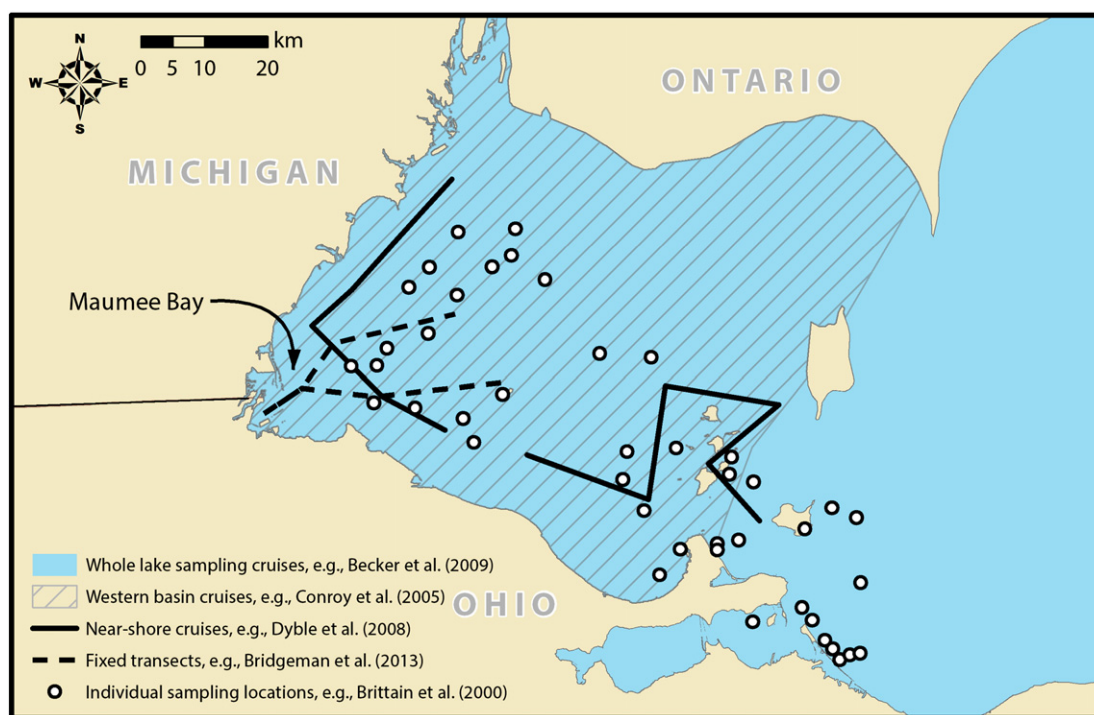 N
W E
S
km
0 5 10 20
ONTARIO
MICHIGAN
Maumee Bay
OHIO
Whole lake sampling cruises, e.g., Becker et al. (2009)
Western basin cruises, e.g., Conroy et al. (2005)
Near-shore cruises, e.g., Dyble et al. (2008)
Fixed transects, e.g., Bridgeman et al. (2013)
Individual sampling locations, e.g., Brittain et al. (2000)